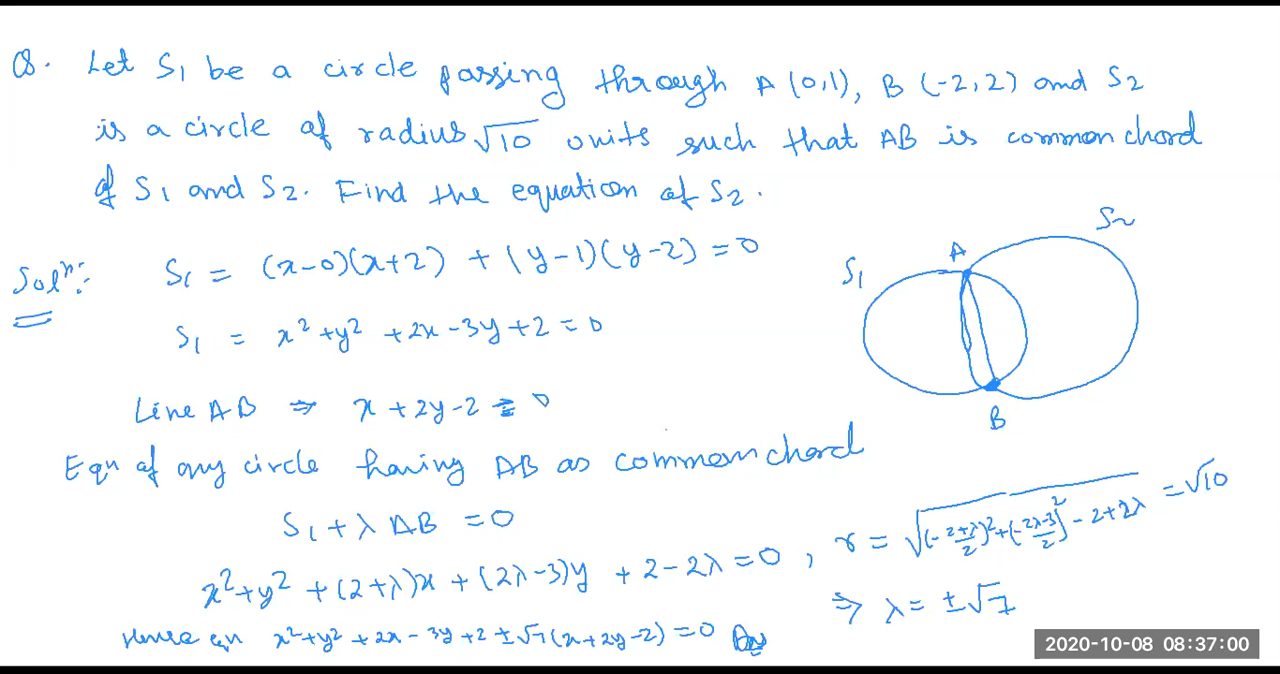 Q. Let S₁ be a circle passing through A (0,1), B (-2,2) and S₂
is a circle of radius √10 units such that AB is common chord
of S₁ and S₂. Find the equation of S₂.
Solⁿ:- S₁ = (x-0)(x+2) + (y-1)(y-2) = 0
S₁ = x² + y² + 2x - 3y + 2 = 0
Line AB ⇒ x + 2y - 2 = 0
Eqn of any circle having AB as common chord
S₁ + λ AB = 0
x² + y² + (2+λ)x + (2λ-3)y + 2 - 2λ = 0 , r = √((-2+λ/2)² + (-2λ-3/2)² - 2 + 2λ) = √10
⇒ λ = ±√7
Hence eqn x² + y² + 2x - 3y + 2 ± √7 (x + 2y - 2) = 0 Ans
S₁
A
S₂
B
2020-10-08 08:37:00